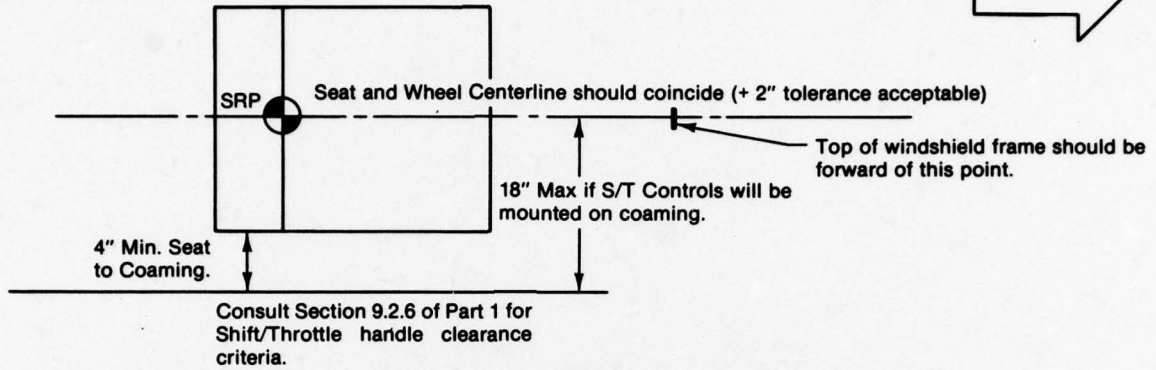 SRP
Seat and Wheel Centerline should coincide (+ 2" tolerance acceptable)
Top of windshield frame should be
forward of this point.
18" Max if S/T Controls will be
mounted on coaming.
4" Min. Seat
to Coaming.
Consult Section 9.2.6 of Part 1 for
Shift/Throttle handle clearance
criteria.